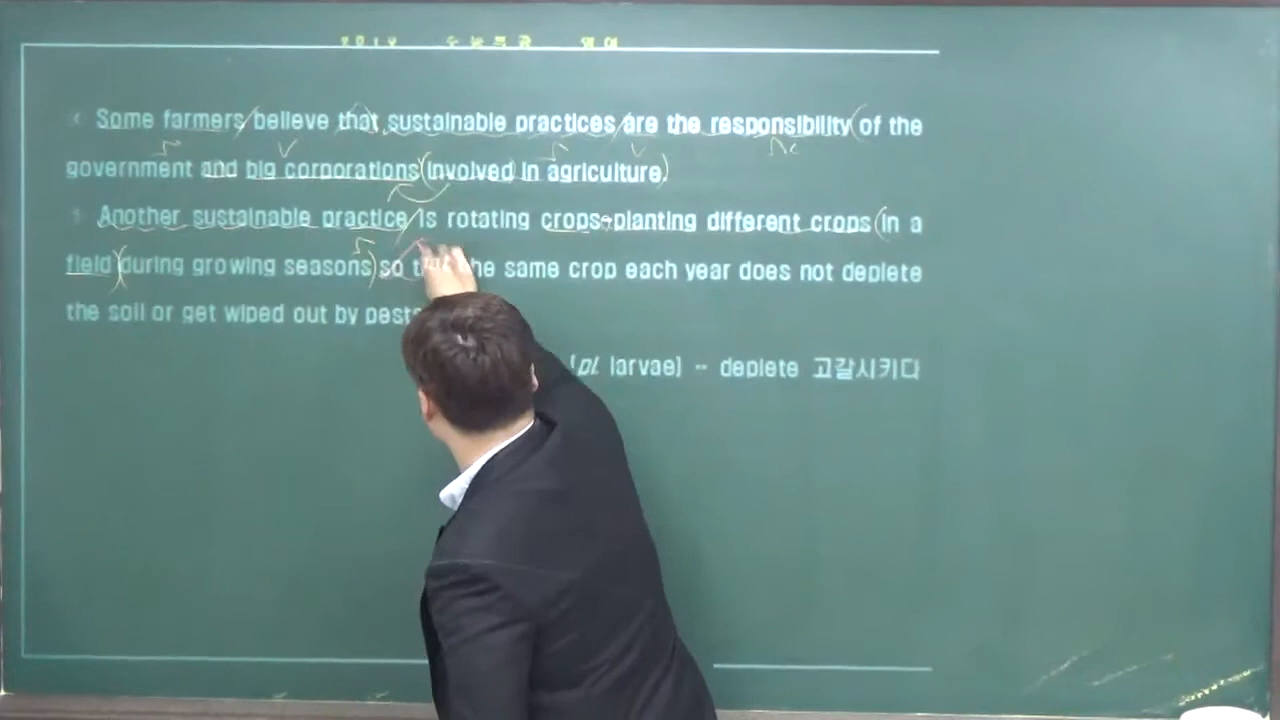 Some farmers believe that sustainable practices are the responsibility of the
government and big corporations involved in agriculture.
Another sustainable practice is rotating crops-planting different crops in a
field during growing seasons so the same crop each year does not deplete
the soil or get wiped out by pests
(pl. larvae) -- deplete 고갈시키다